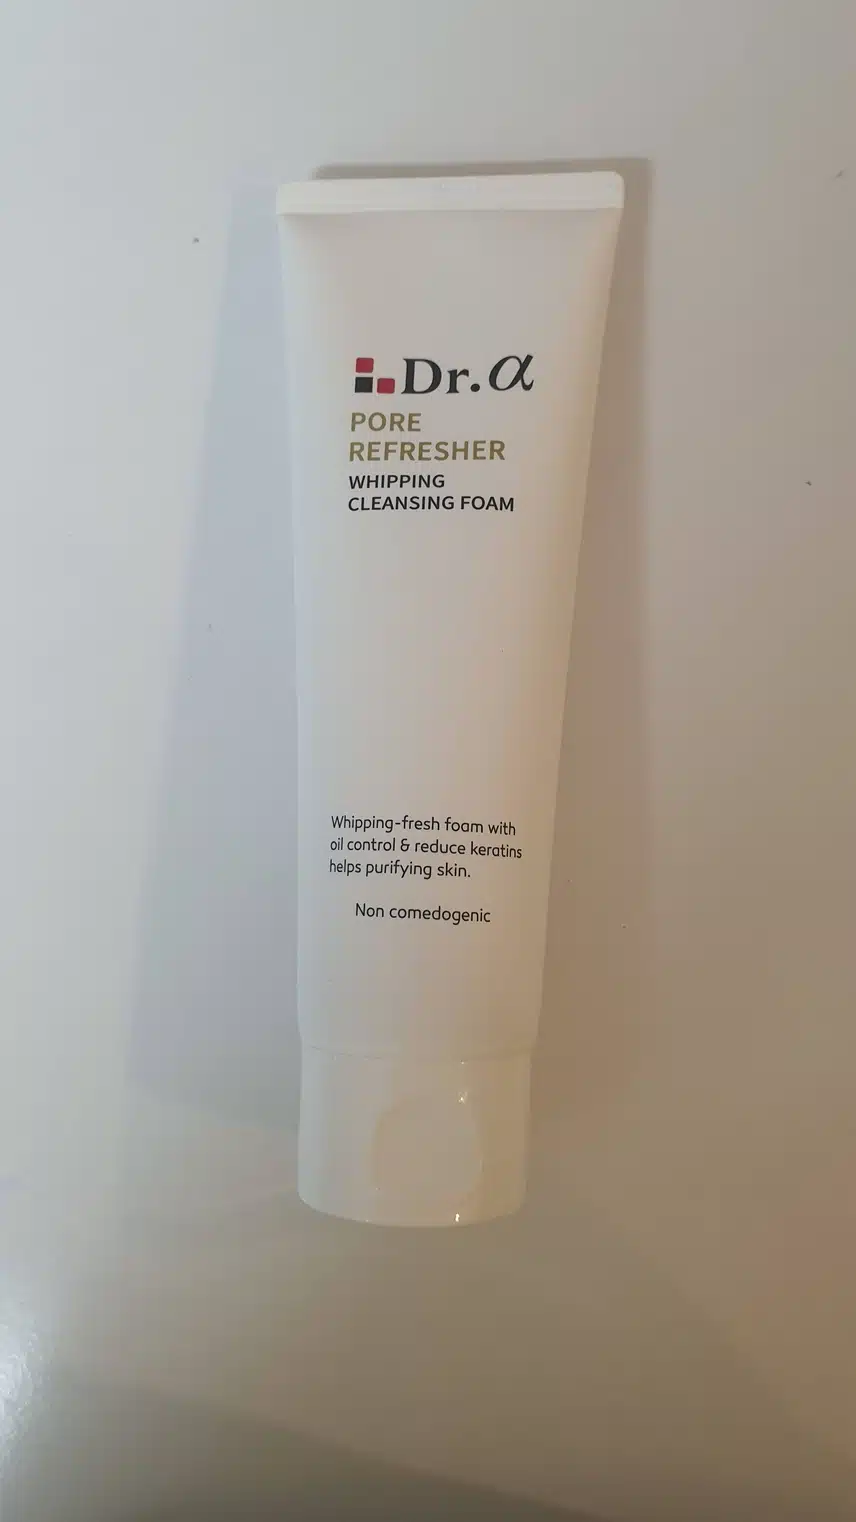 Dr.α
PORE
REFRESHER
WHIPPING
CLEANSING FOAM
Whipping-fresh foam with
oil control & reduce keratins
helps purifying skin.
Non comedogenic